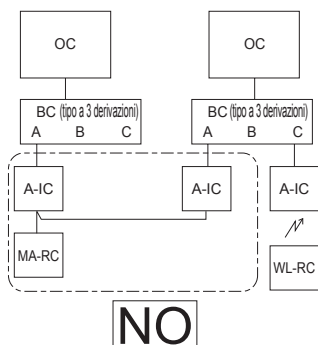 OC OC
BC (tipo a 3 derivazioni) BC (tipo a 3 derivazioni)
A B C A B C
A-IC A-IC A-IC
MA-RC WL-RC
NO